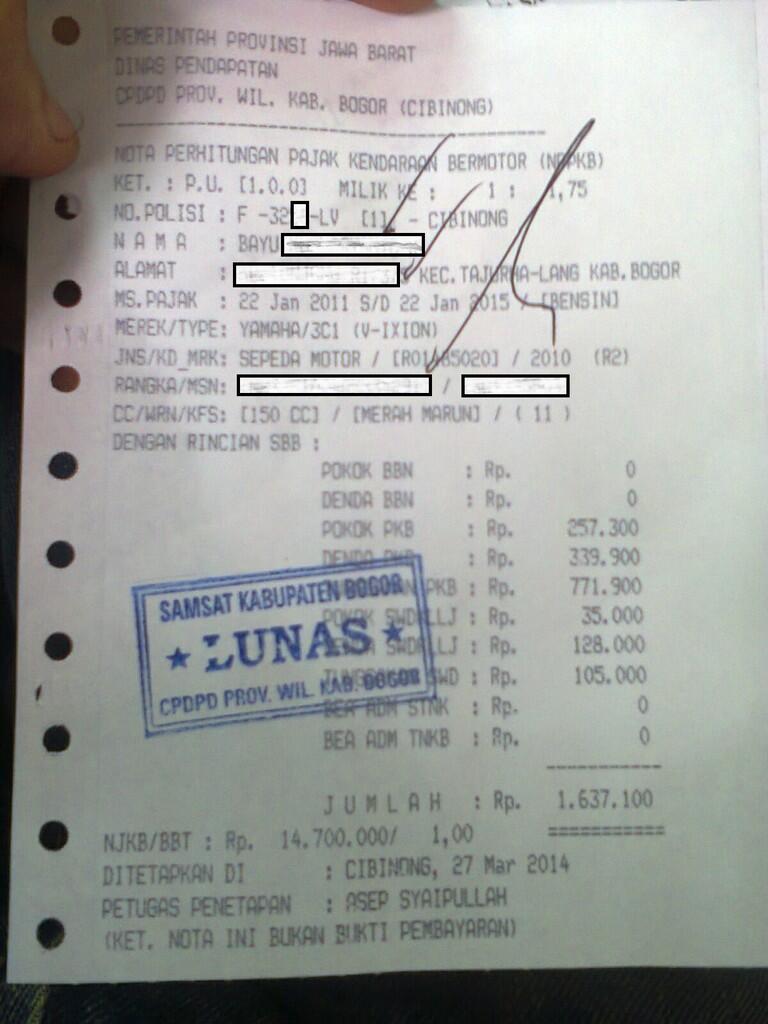 PEMERINTAH PROVINSI JAWA BARAT
DINAS PENDAPATAN
CPDPD PROV. WIL. KAB. BOGOR (CIBINONG)
NOTA PERHITUNGAN PAJAK KENDARAAN BERMOTOR (NPPKB)
KET. : P.U. [1.0.0] MILIK KE : 1 : 1,75
NO.POLISI : F -32 -LV [1] - CIBINONG
N A M A : BAYU
ALAMAT : KEC.TAJURHA-LANG KAB.BOGOR
MS.PAJAK : 22 Jan 2011 S/D 22 Jan 2015 / [BENSIN]
MEREK/TYPE: YAMAHA/3C1 (V-IXION)
JNS/KD_MRK: SEPEDA MOTOR / / 2010 (R2)
RANGKA/MSN: /
CC/WRN/KFS: [150 CC] / [MERAH MARUN] / ( 11 )
DENGAN RINCIAN SBB :
POKOK BBN : Rp. 0
DENDA BBN : Rp. 0
POKOK PKB : Rp. 257.300
DENDA PKB : Rp. 339.900
PKB : Rp. 771.900
POKOK SWDKLLJ : Rp. 35.000
DENDA SWDKLLJ : Rp. 128.000
TUNGGAKAN SWD : Rp. 105.000
BEA ADM STNK : Rp. 0
BEA ADM TNKB : Rp. 0
SAMSAT KABUPATEN BOGOR
★ LUNAS ★
CPDPD PROV. WIL. KAB. BOGOR
J U M L A H : Rp. 1.637.100
NJKB/BBT : Rp. 14.700.000/ 1,00
DITETAPKAN DI : CIBINONG, 27 Mar 2014
PETUGAS PENETAPAN : ASEP SYAIPULLAH
(KET. NOTA INI BUKAN BUKTI PEMBAYARAN)